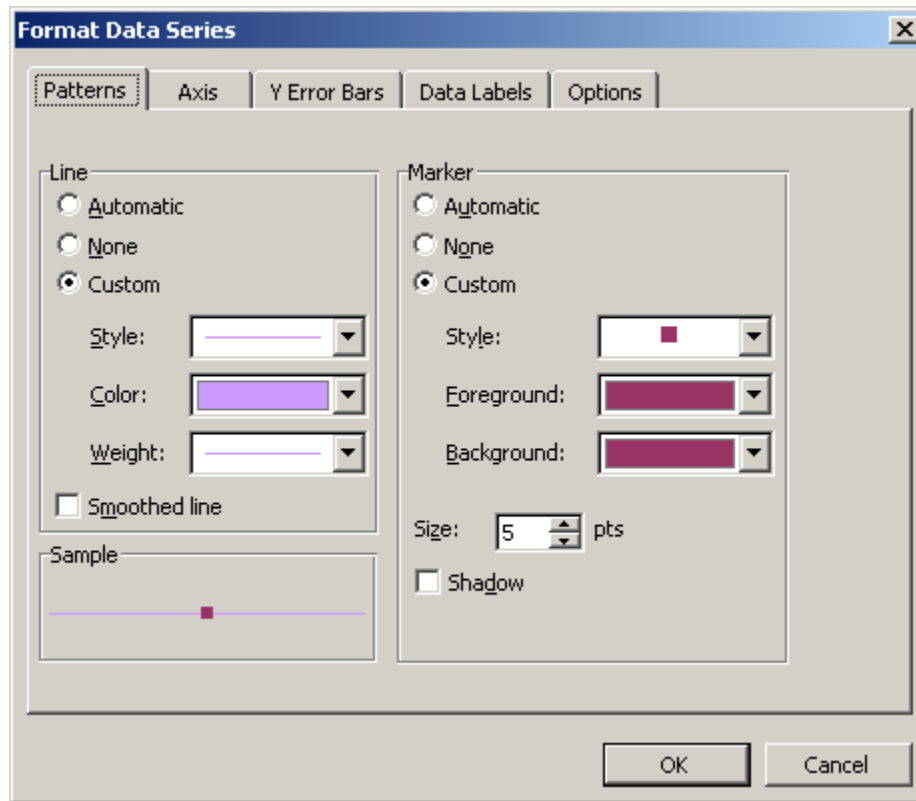 Format Data Series
Patterns Axis Y Error Bars Data Labels Options
Line
Automatic
None
Custom
Style:
Color:
Weight:
Smoothed line
Sample
Marker
Automatic
None
Custom
Style:
Foreground:
Background:
Size: 5 pts
Shadow
OK Cancel